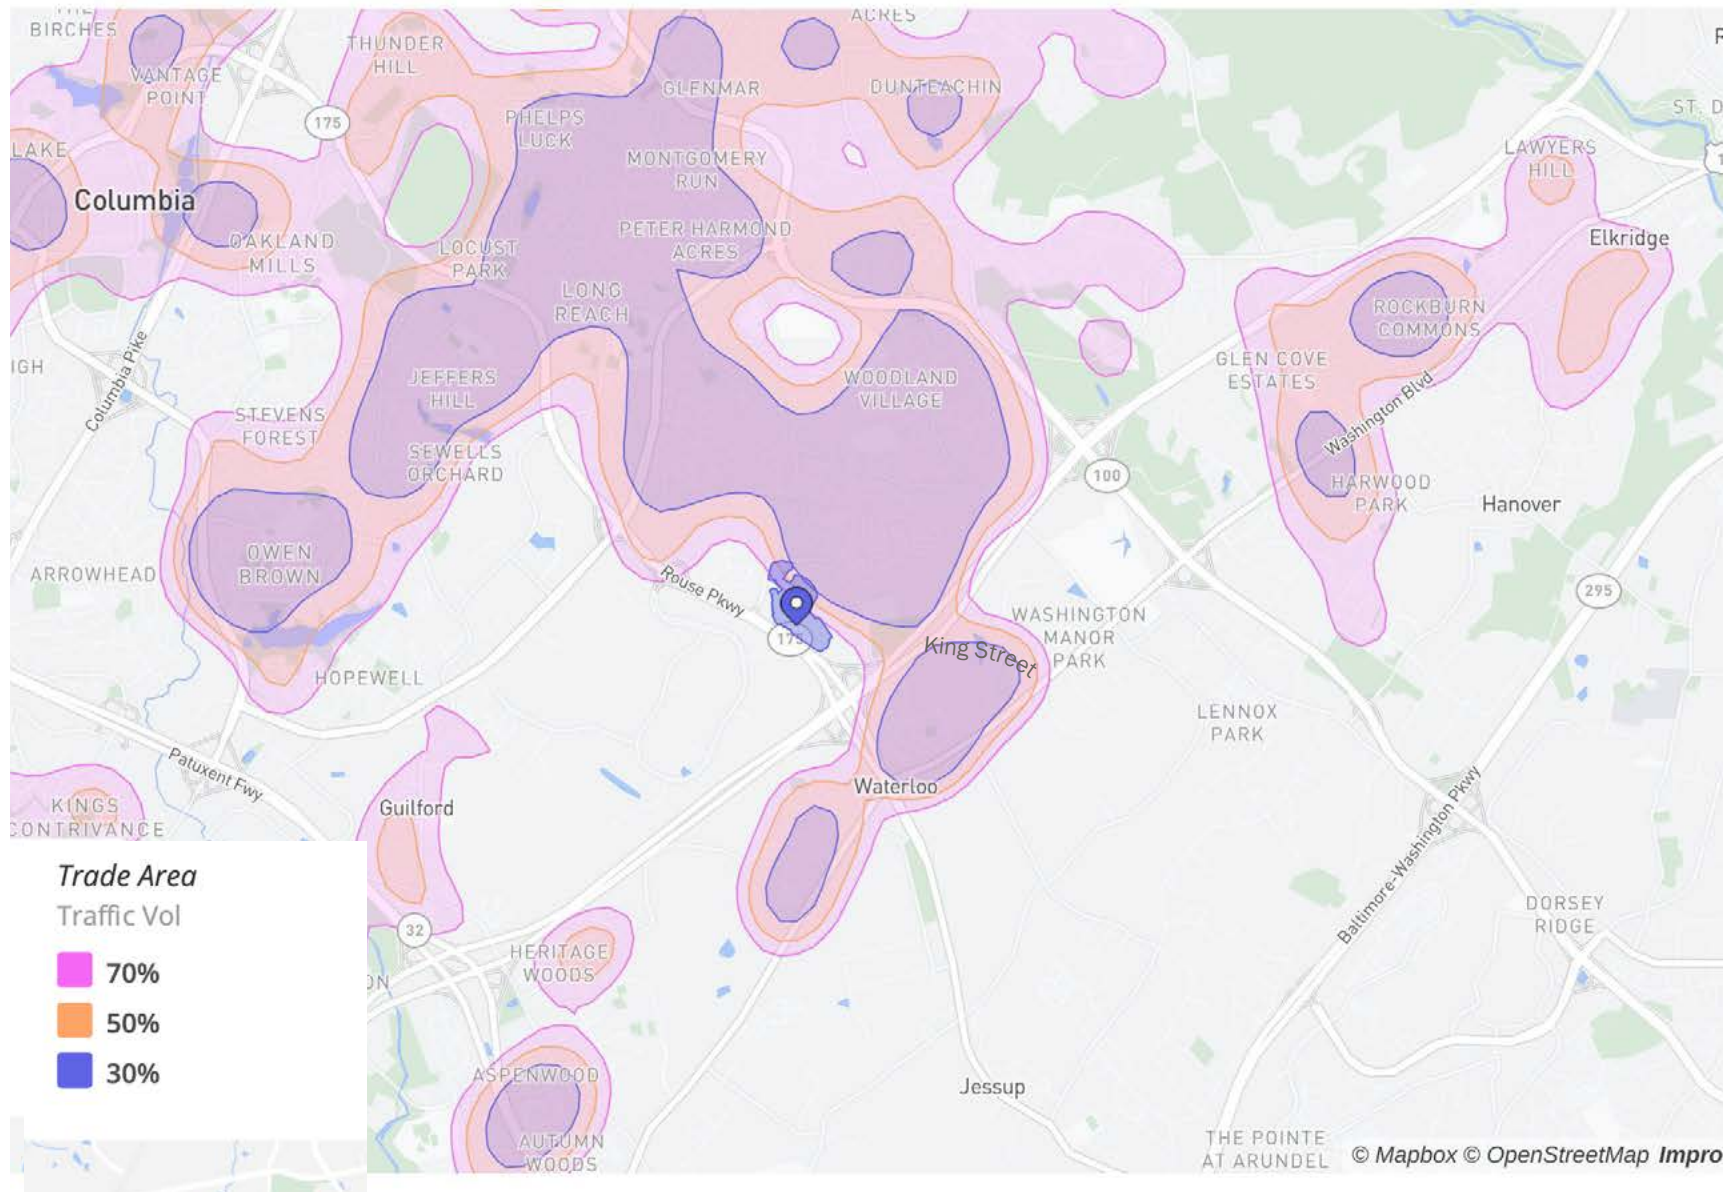 BIRCHES
ACRES
THUNDER
HILL
VANTAGE
POINT
GLENMAR
DUNTEACHIN
175
PHELPS
LUCK
LAKE
MONTGOMERY
RUN
LAWYERS
HILL
Columbia
OAKLAND
MILLS
LOCUST
PARK
PETER HARMOND
ACRES
Elkridge
LONG
REACH
ROCKBURN
COMMONS
GLEN COVE
ESTATES
Columbia Pike
JEFFERS
HILL
WOODLAND
VILLAGE
STEVENS
FOREST
Washington Blvd
SEWELLS
ORCHARD
100
HARWOOD
PARK
Hanover
OWEN
BROWN
ARROWHEAD
Rouse Pkwy
295
175
WASHINGTON
MANOR
PARK
King Street
HOPEWELL
LENNOX
PARK
Patuxent Fwy
Waterloo
KINGS
CONTRIVANCE
Guilford
Baltimore-Washington Pkwy
Trade Area
Traffic Vol
70%
50%
30%
32
HERITAGE
WOODS
DORSEY
RIDGE
ASPENWOOD
AUTUMN
WOODS
Jessup
THE POINTE
AT ARUNDEL
© Mapbox © OpenStreetMap Impro